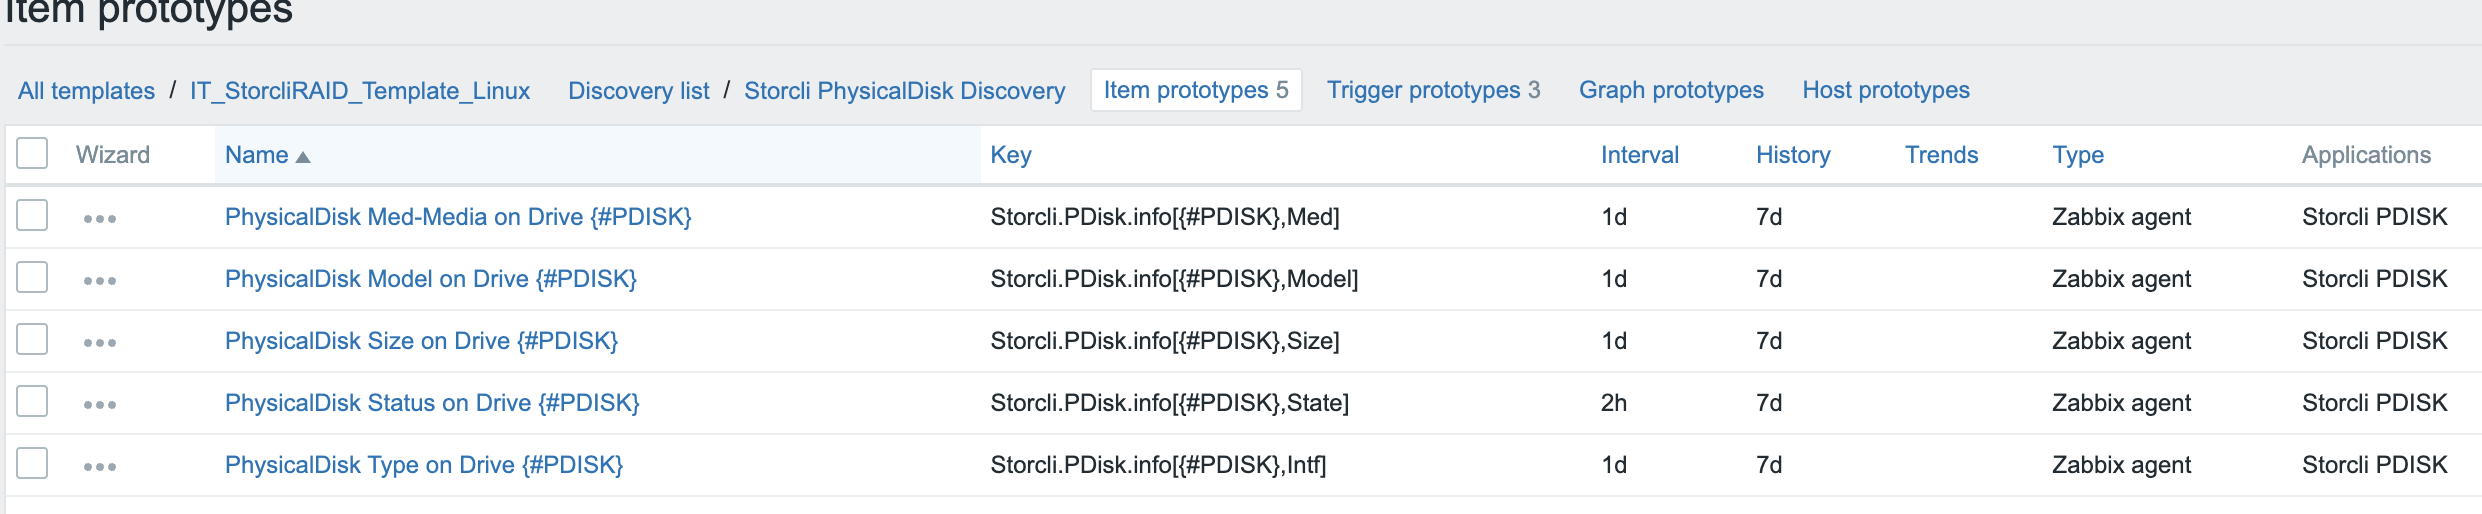 Item prototypes
All templates / IT_StorcliRAID_Template_Linux Discovery list / Storcli PhysicalDisk Discovery Item prototypes 5 Trigger prototypes 3 Graph prototypes Host prototypes
Wizard Name ▲ Key Interval History Trends Type Applications
••• PhysicalDisk Med-Media on Drive {#PDISK} Storcli.PDisk.info[{#PDISK},Med] 1d 7d Zabbix agent Storcli PDISK
••• PhysicalDisk Model on Drive {#PDISK} Storcli.PDisk.info[{#PDISK},Model] 1d 7d Zabbix agent Storcli PDISK
••• PhysicalDisk Size on Drive {#PDISK} Storcli.PDisk.info[{#PDISK},Size] 1d 7d Zabbix agent Storcli PDISK
••• PhysicalDisk Status on Drive {#PDISK} Storcli.PDisk.info[{#PDISK},State] 2h 7d Zabbix agent Storcli PDISK
••• PhysicalDisk Type on Drive {#PDISK} Storcli.PDisk.info[{#PDISK},Intf] 1d 7d Zabbix agent Storcli PDISK